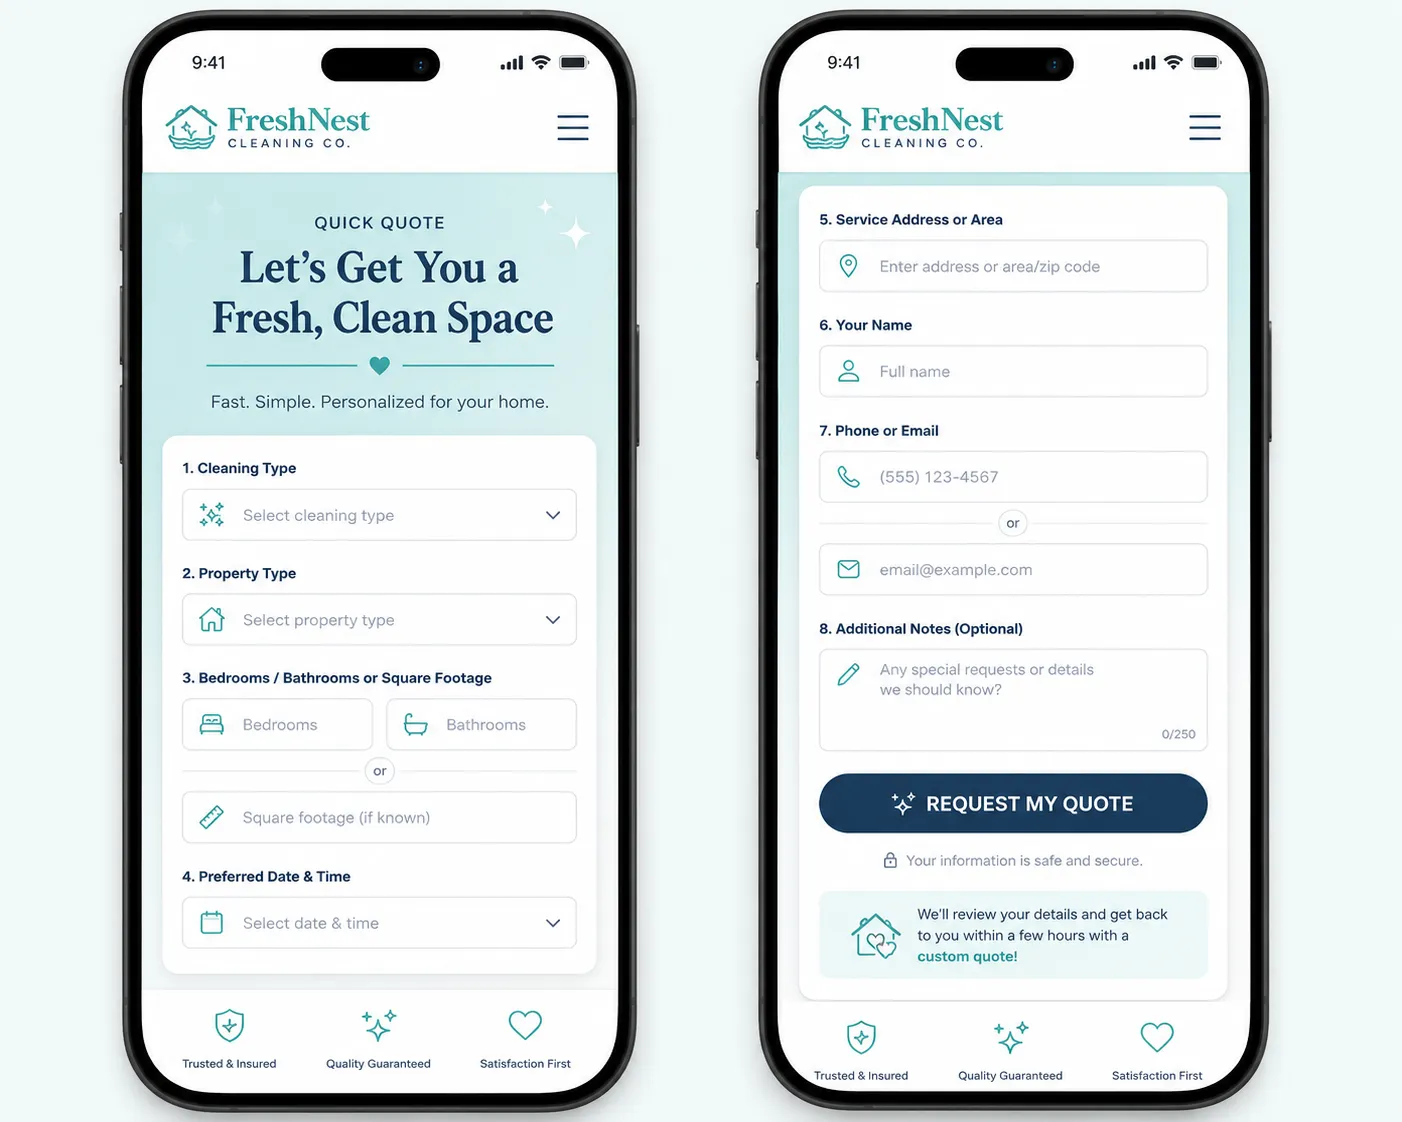 9:41
FreshNest
CLEANING CO.
QUICK QUOTE
Let's Get You a
Fresh, Clean Space
Fast. Simple. Personalized for your home.
1. Cleaning Type
Select cleaning type
2. Property Type
Select property type
3. Bedrooms / Bathrooms or Square Footage
Bedrooms
Bathrooms
or
Square footage (if known)
4. Preferred Date & Time
Select date & time
Trusted & Insured
Quality Guaranteed
Satisfaction First
9:41
FreshNest
CLEANING CO.
5. Service Address or Area
Enter address or area/zip code
6. Your Name
Full name
7. Phone or Email
(555) 123-4567
or
email@example.com
8. Additional Notes (Optional)
Any special requests or details
we should know?
0/250
REQUEST MY QUOTE
Your information is safe and secure.
We'll review your details and get back
to you within a few hours with a
custom quote!
Trusted & Insured
Quality Guaranteed
Satisfaction First